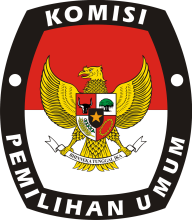 KOMISI
BHINNEKA TUNGGAL IKA
PEMILIHAN UMUM